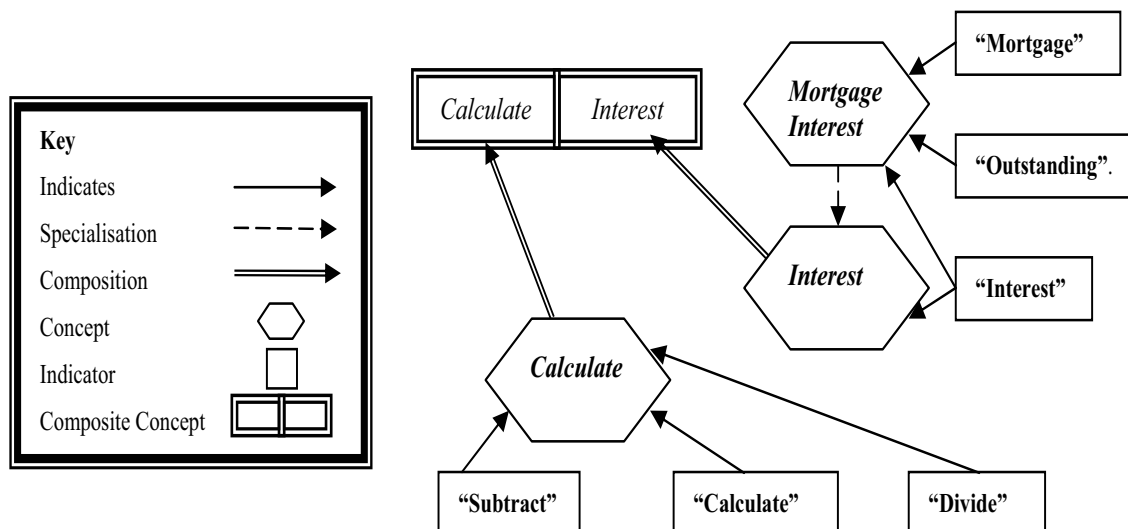 Key
Indicates
Specialisation
Composition
Concept
Indicator
Composite Concept
Calculate
Interest
Mortgage
Interest
“Mortgage”
“Outstanding”.
Interest
“Interest”
Calculate
“Subtract”
“Calculate”
“Divide”